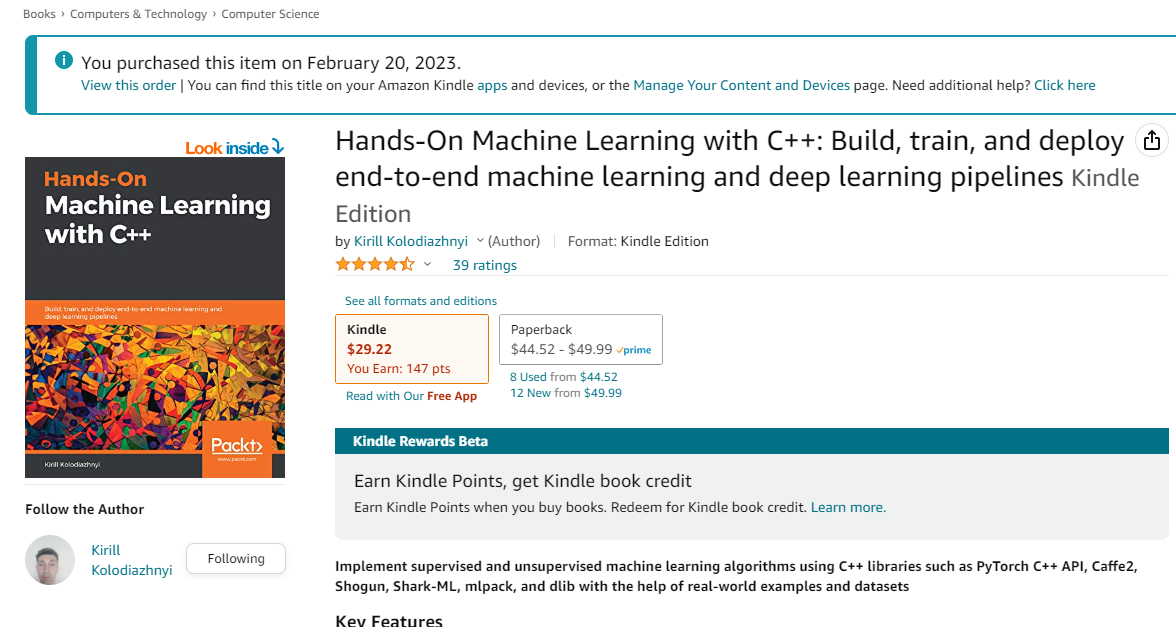 Books › Computers & Technology › Computer Science
You purchased this item on February 20, 2023.
View this order | You can find this title on your Amazon Kindle apps and devices, or the Manage Your Content and Devices page. Need additional help? Click here
Look inside
Hands-On
Machine Learning
with C++
Build, train, and deploy end-to-end machine learning and
deep learning pipelines
Packt>
www.packt.com
Kirill Kolodiazhnyi
Follow the Author
Kirill
Kolodiazhnyi
Following
Hands-On Machine Learning with C++: Build, train, and deploy
end-to-end machine learning and deep learning pipelines Kindle
Edition
by Kirill Kolodiazhnyi (Author) Format: Kindle Edition
39 ratings
See all formats and editions
Kindle
$29.22
You Earn: 147 pts
Read with Our Free App
Paperback
$44.52 - $49.99 prime
8 Used from $44.52
12 New from $49.99
Kindle Rewards Beta
Earn Kindle Points, get Kindle book credit
Earn Kindle Points when you buy books. Redeem for Kindle book credit. Learn more.
Implement supervised and unsupervised machine learning algorithms using C++ libraries such as PyTorch C++ API, Caffe2,
Shogun, Shark-ML, mlpack, and dlib with the help of real-world examples and datasets
Key Features